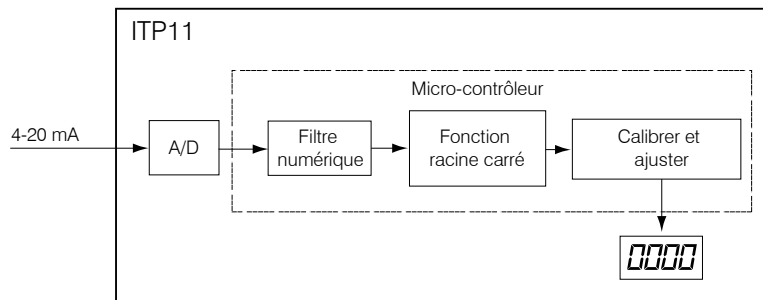 ITP11
Micro-contrôleur
4-20 mA
A/D
Filtre
numérique
Fonction
racine carré
Calibrer et
ajuster
0000